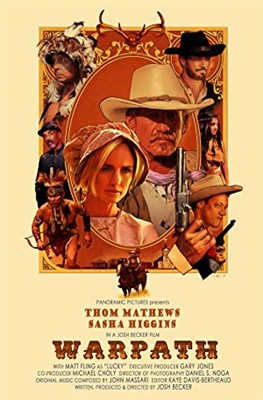 PANORAMIC PICTURES presents
THOM MATHEWS
SASHA HIGGINS
IN A JOSH BECKER FILM
WARPATH
WITH MATT FLING AS "LUCKY" EXECUTIVE PRODUCER GARY JONES
CO-PRODUCER MICHAEL CHOLY DIRECTOR OF PHOTOGRAPHY DANIEL S. NOGA
ORIGINAL MUSIC COMPOSED BY JOHN MASSARI EDITOR KAYE DAVIS-BERTHEAUD
WRITTEN, PRODUCED & DIRECTED BY JOSH BECKER